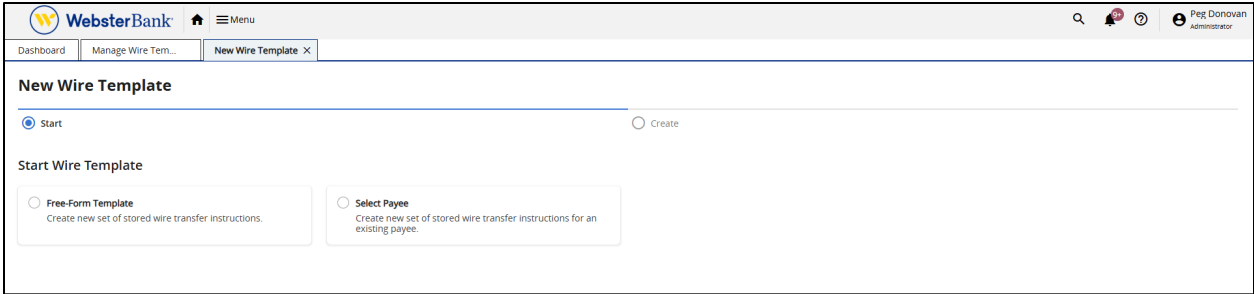 WebsterBank Menu 9+ Peg Donovan
Administrator
Dashboard Manage Wire Tem... New Wire Template X
New Wire Template
Start Create
Start Wire Template
Free-Form Template Select Payee
Create new set of stored wire transfer instructions. Create new set of stored wire transfer instructions for an
existing payee.